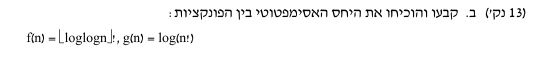 (13 נק') ב. קבעו והוכיחו את היחס האסימפטוטי בין הפונקציות:
f(n) = ⌊loglogn⌋!, g(n) = log(n!)